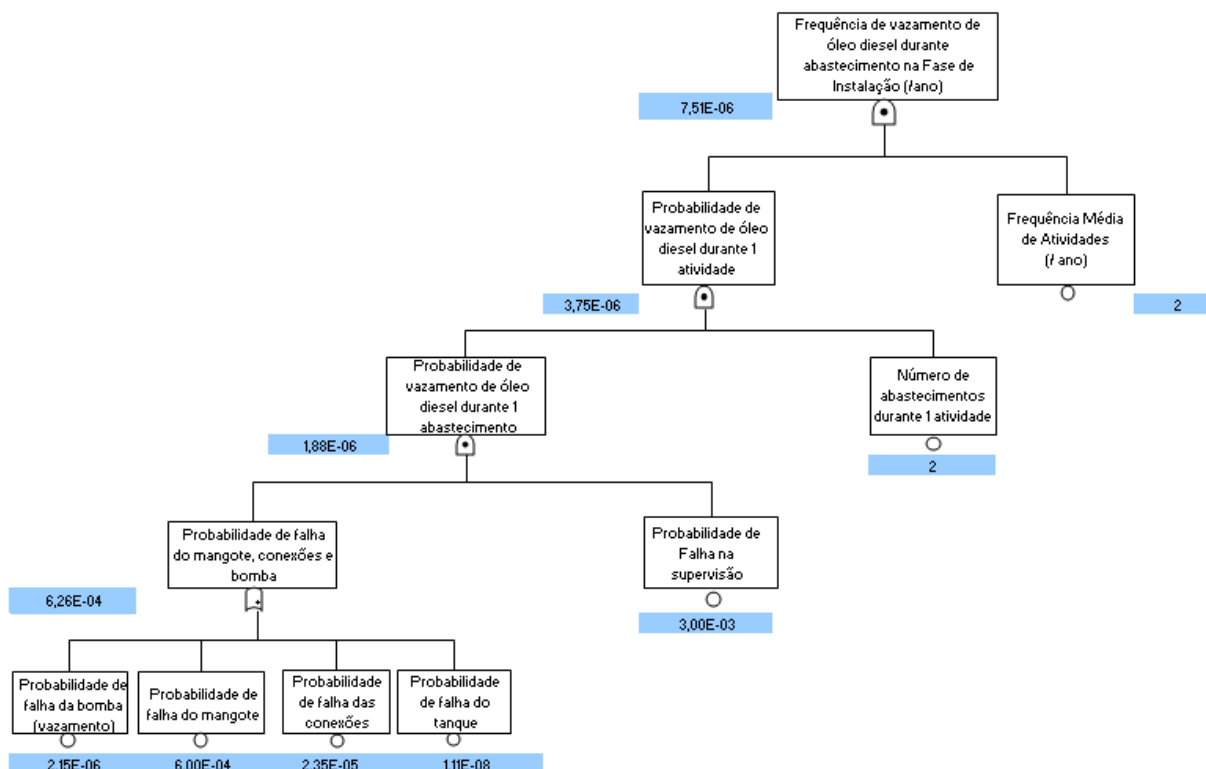 Frequência de vazamento de
óleo diesel durante
abastecimento na Fase de
Instalação (/ano)
7,51E-06
Probabilidade de
vazamento de óleo
diesel durante 1
atividade
Frequência Média
de Atividades
(/ ano)
3,75E-06
2
Probabilidade de
vazamento de óleo
diesel durante 1
abastecimento
Número de
abastecimentos
durante 1 atividade
1,88E-06
2
Probabilidade de falha
do mangote, conexões e
bomba
Probabilidade de
Falha na
supervisão
6,26E-04
3,00E-03
Probabilidade de
falha da bomba
(vazamento)
Probabilidade de
falha do mangote
Probabilidade
de falha das
conexões
Probabilidade
de falha do
tanque
2,15E-06
6,00E-04
2,35E-05
1,11E-08